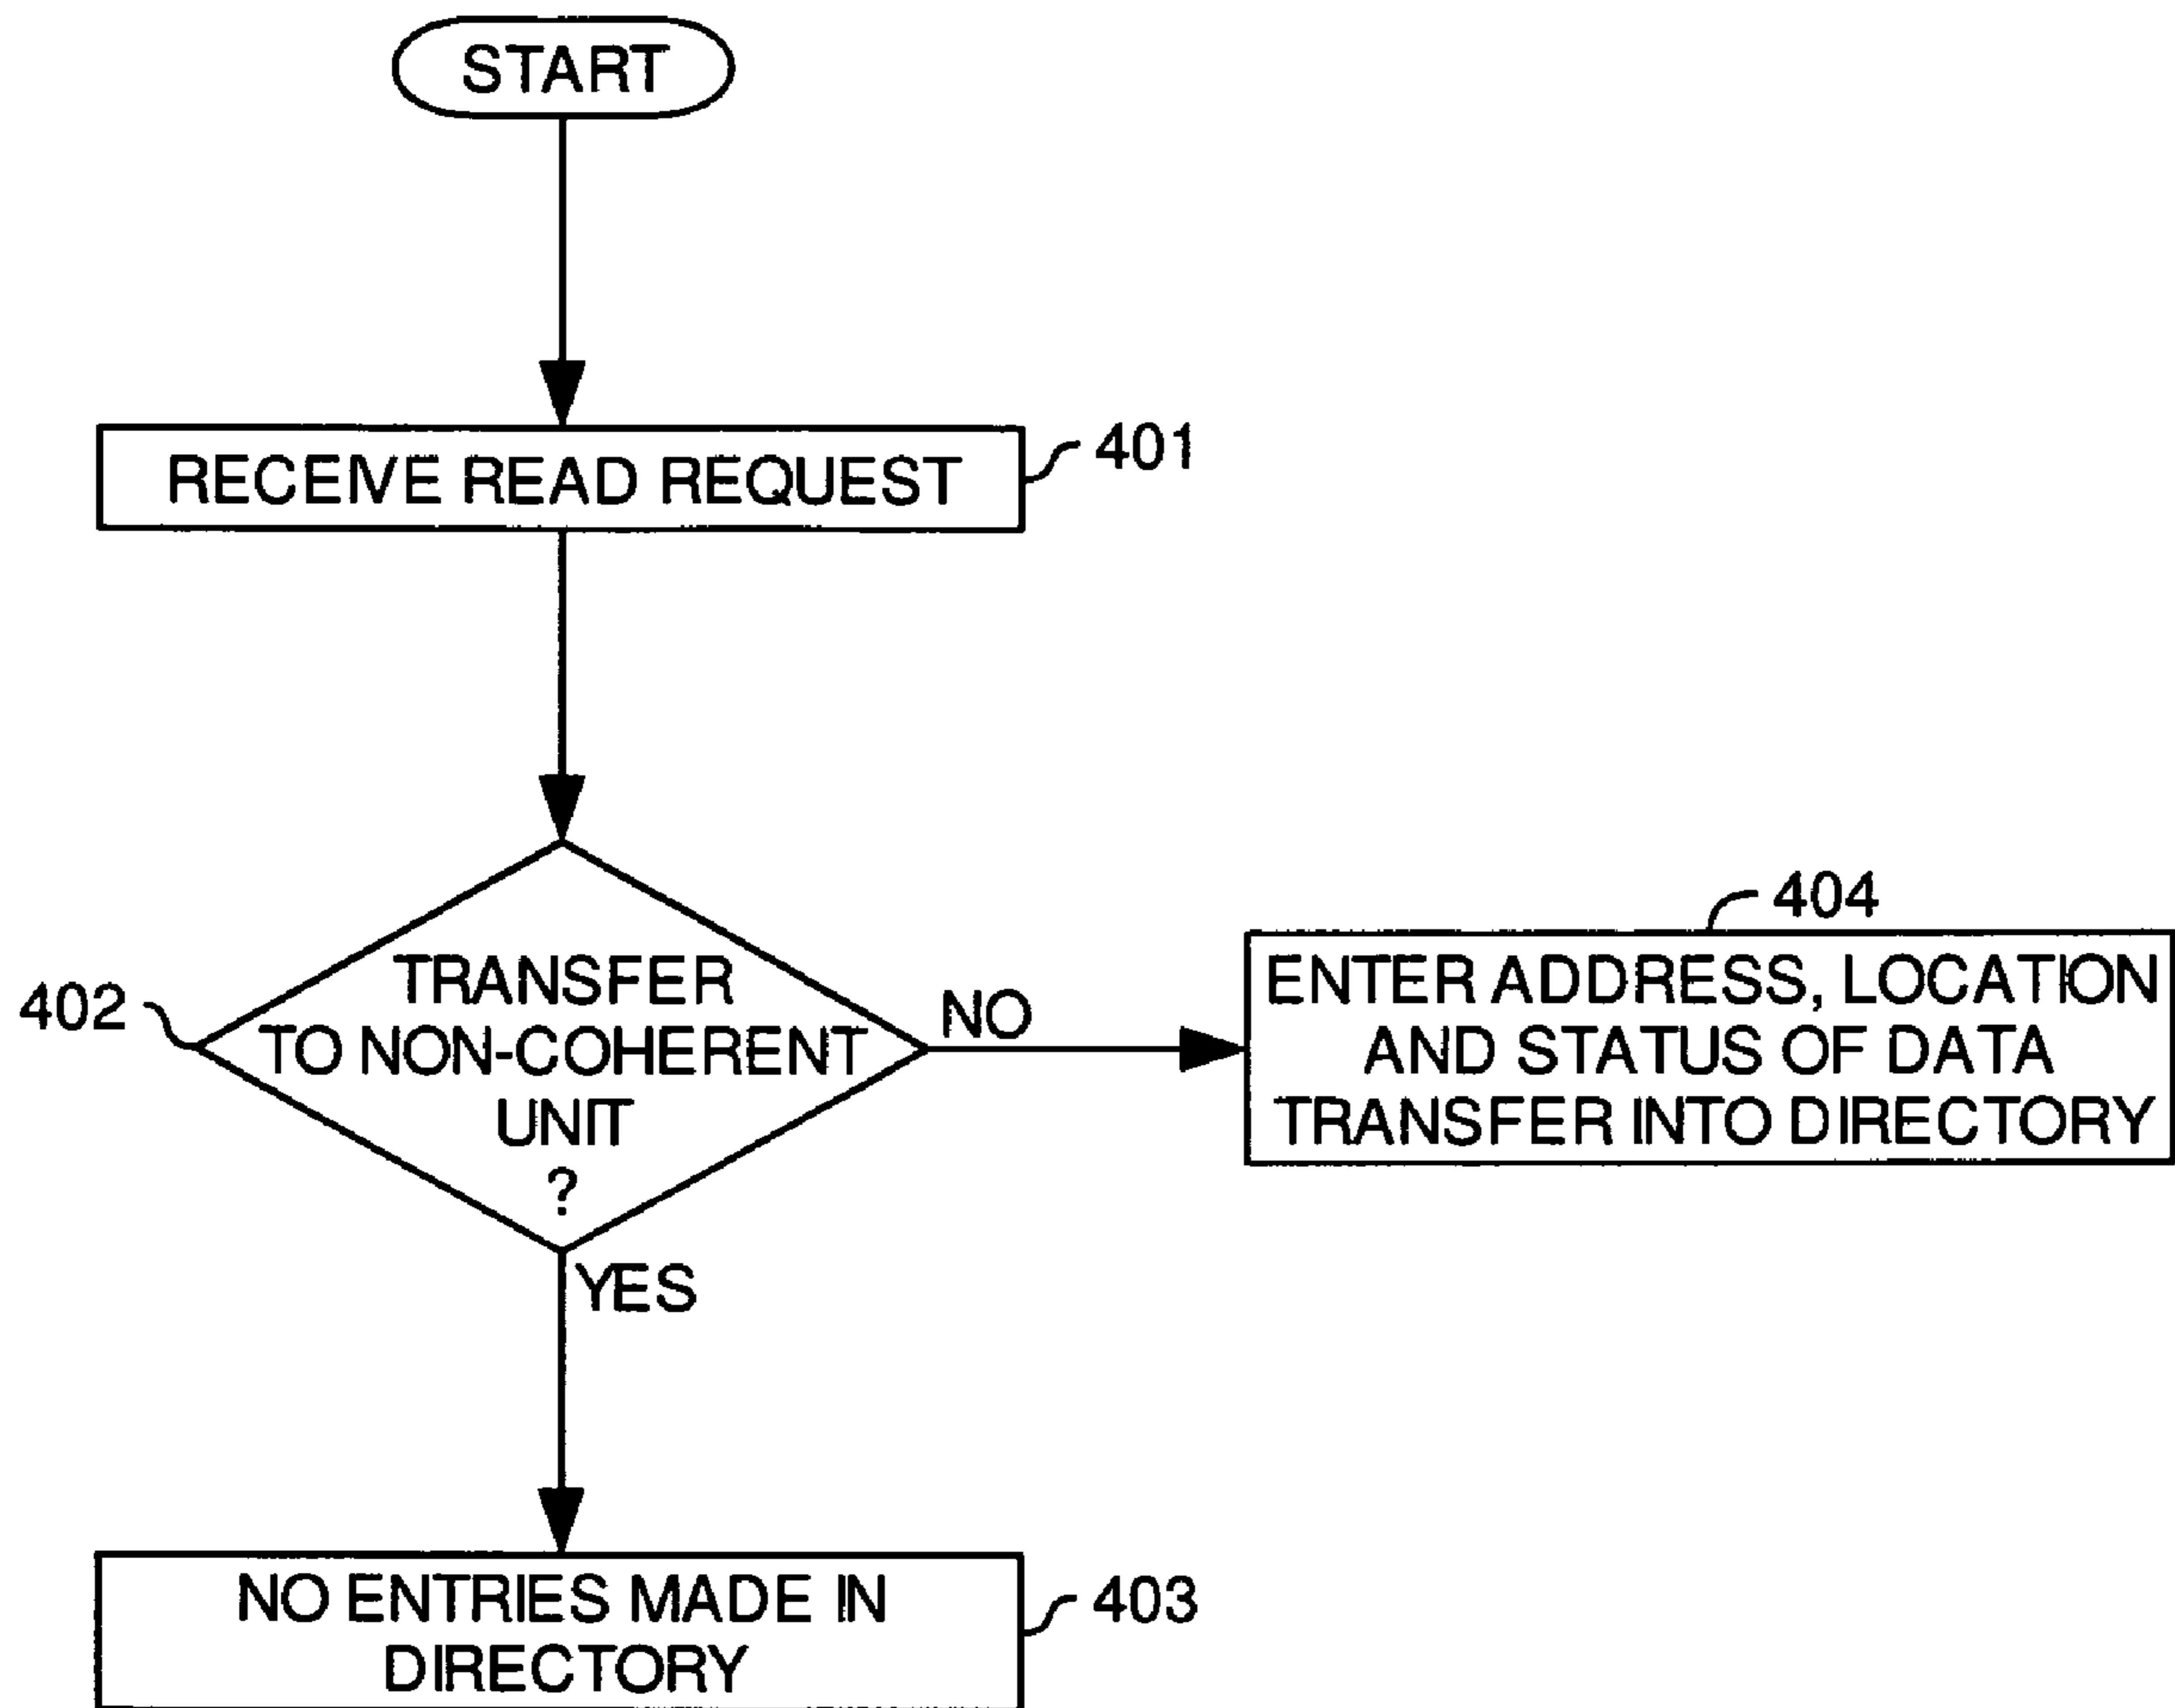 START
RECEIVE READ REQUEST
401
402
TRANSFER
TO NON-COHERENT
UNIT
?
NO
YES
404
ENTER ADDRESS, LOCATION
AND STATUS OF DATA
TRANSFER INTO DIRECTORY
NO ENTRIES MADE IN
DIRECTORY
403